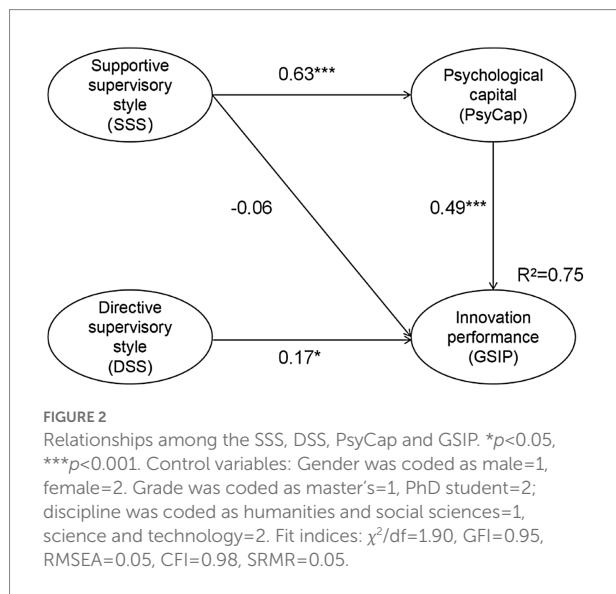 Supportive
supervisory
style
(SSS)
0.63***
Psychological
capital
(PsyCap)
-0.06
0.49***
R²=0.75
Directive
supervisory
style
(DSS)
0.17*
Innovation
performance
(GSIP)
FIGURE 2
Relationships among the SSS, DSS, PsyCap and GSIP. *p<0.05,
***p<0.001. Control variables: Gender was coded as male=1,
female=2. Grade was coded as master's=1, PhD student=2;
discipline was coded as humanities and social sciences=1,
science and technology=2. Fit indices: χ²/df=1.90, GFI=0.95,
RMSEA=0.05, CFI=0.98, SRMR=0.05.